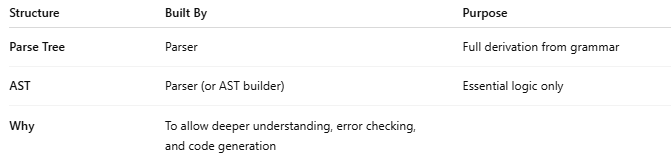 Structure Built By Purpose
Parse Tree Parser Full derivation from grammar
AST Parser (or AST builder) Essential logic only
Why To allow deeper understanding, error checking,
and code generation